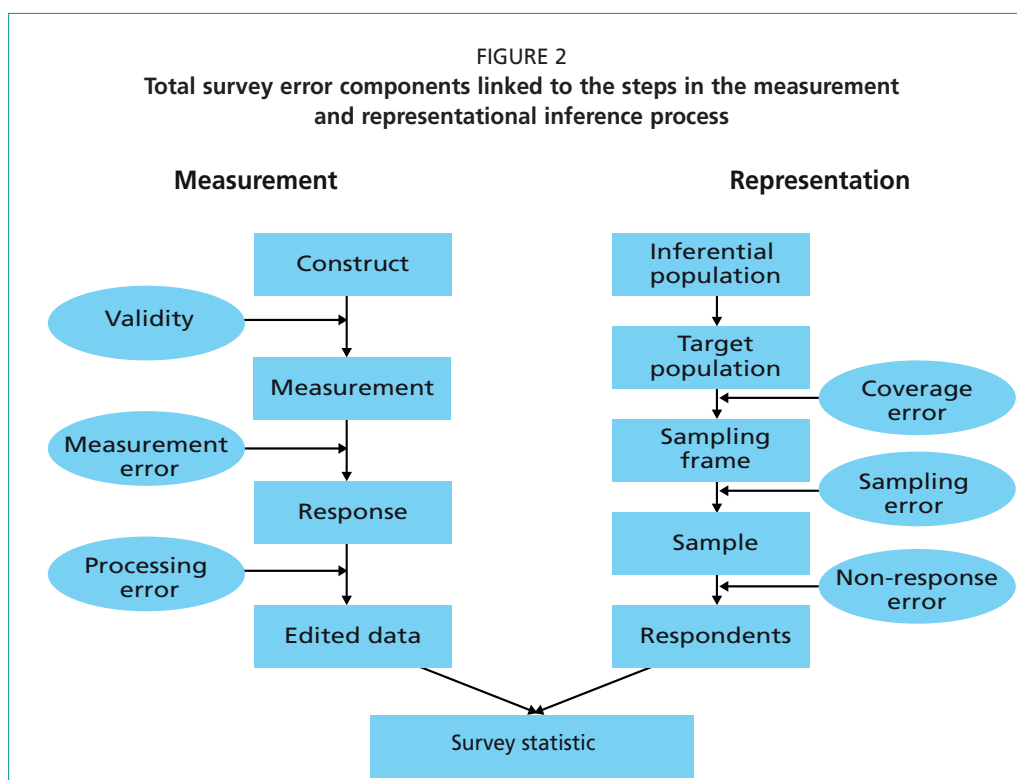 FIGURE 2
Total survey error components linked to the steps in the measurement
and representational inference process
Measurement
Construct
Validity
Measurement
Measurement
error
Response
Processing
error
Edited data
Representation
Inferential
population
Target
population
Coverage
error
Sampling
frame
Sampling
error
Sample
Non-response
error
Respondents
Survey statistic